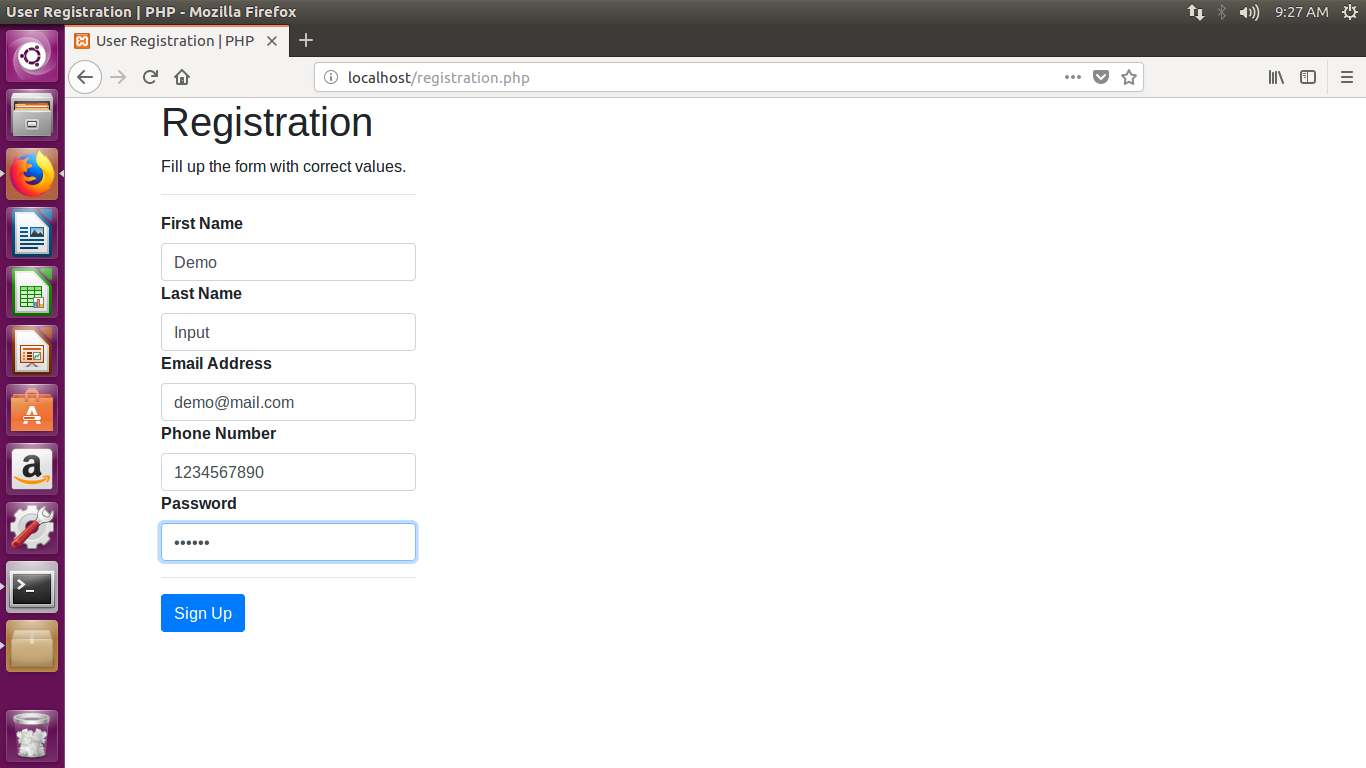 User Registration | PHP - Mozilla Firefox
9:27 AM
User Registration | PHP
localhost/registration.php
Registration
Fill up the form with correct values.
First Name
Demo
Last Name
Input
Email Address
demo@mail.com
Phone Number
1234567890
Password
••••••
Sign Up